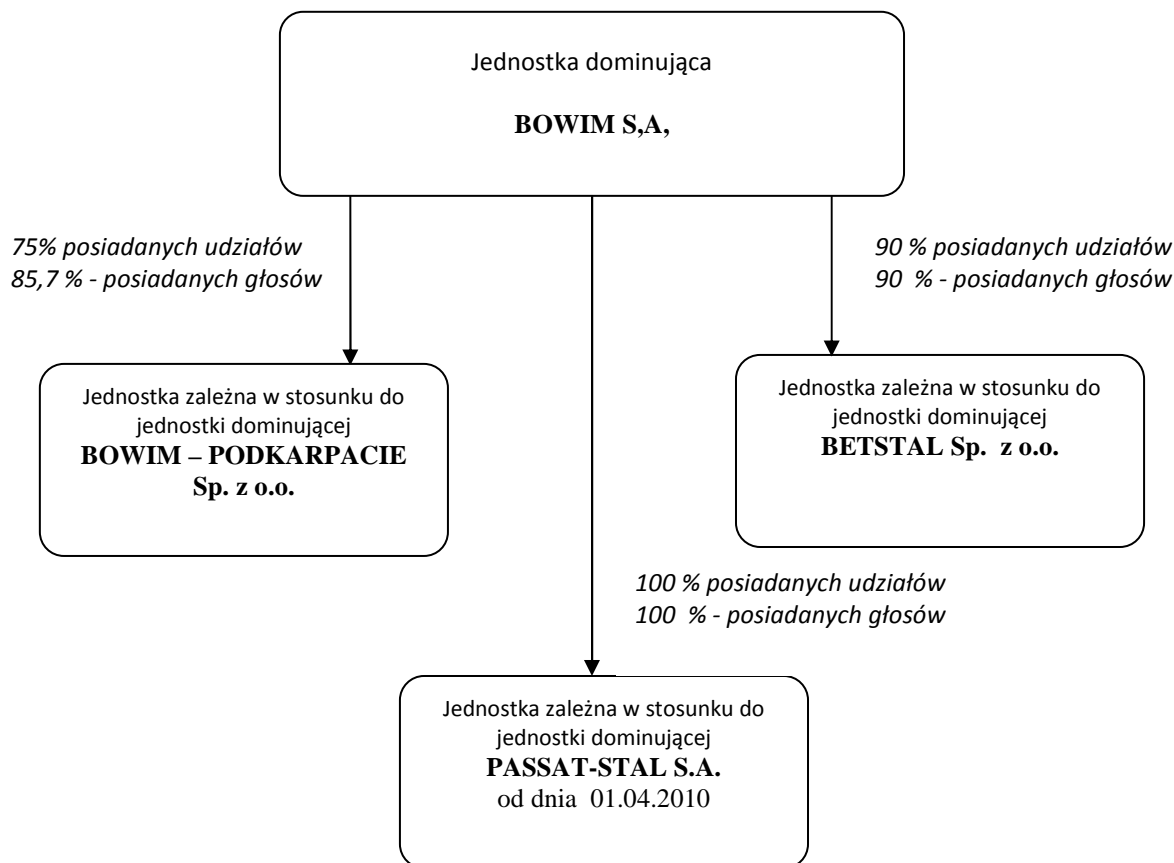 Jednostka dominująca
BOWIM S,A,
75% posiadanych udziałów
85,7 % - posiadanych głosów
90 % posiadanych udziałów
90 % - posiadanych głosów
Jednostka zależna w stosunku do
jednostki dominującej
BOWIM – PODKARPACIE
Sp. z o.o.
Jednostka zależna w stosunku do
jednostki dominującej
BETSTAL Sp. z o.o.
100 % posiadanych udziałów
100 % - posiadanych głosów
Jednostka zależna w stosunku do
jednostki dominującej
PASSAT-STAL S.A.
od dnia 01.04.2010